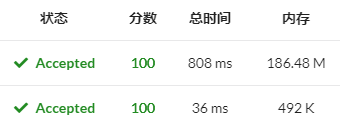 状态 分数 总时间 内存
Accepted 100 808 ms 186.48 M
Accepted 100 36 ms 492 K